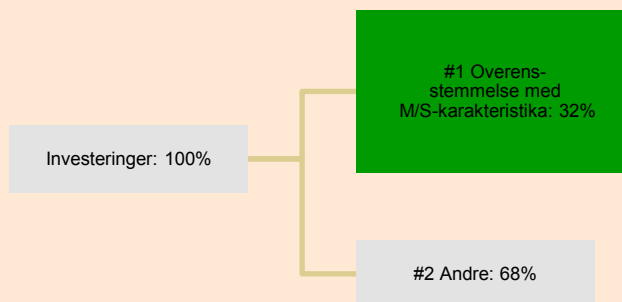 #1 Overens-
stemmelse med
M/S-karakteristika: 32%
Investeringer: 100%
#2 Andre: 68%